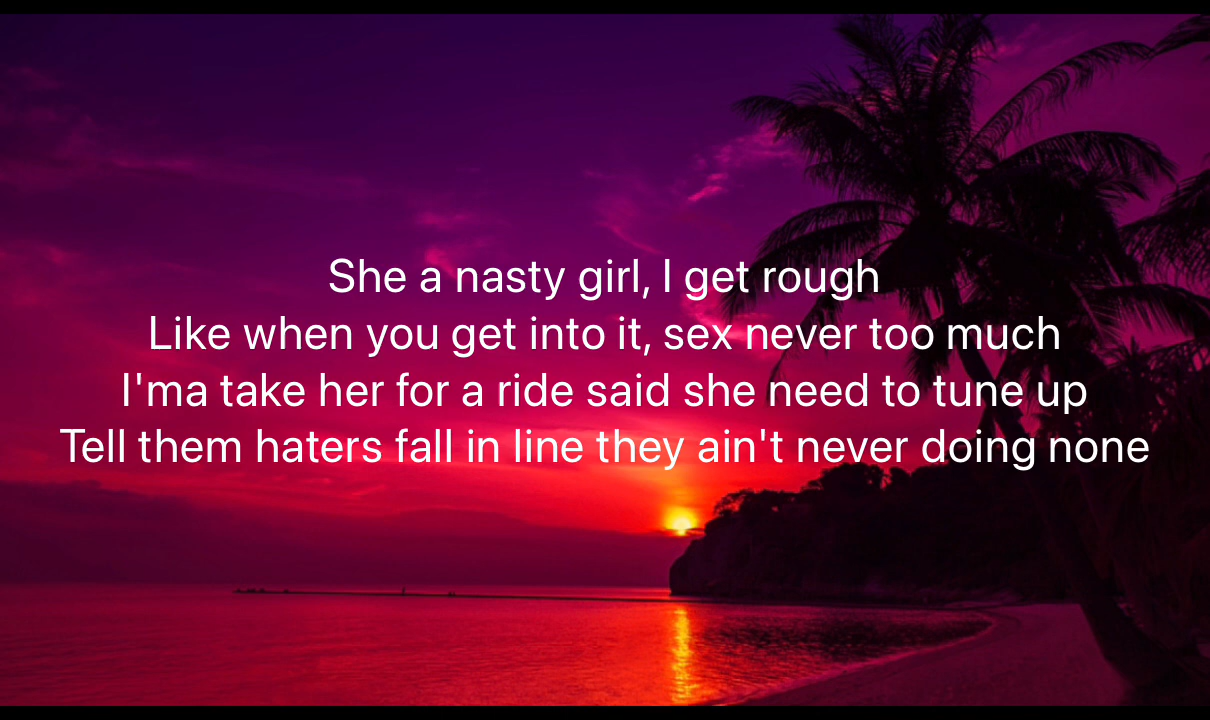 She a nasty girl, I get rough
Like when you get into it, sex never too much
I'ma take her for a ride said she need to tune up
Tell them haters fall in line they ain't never doing none